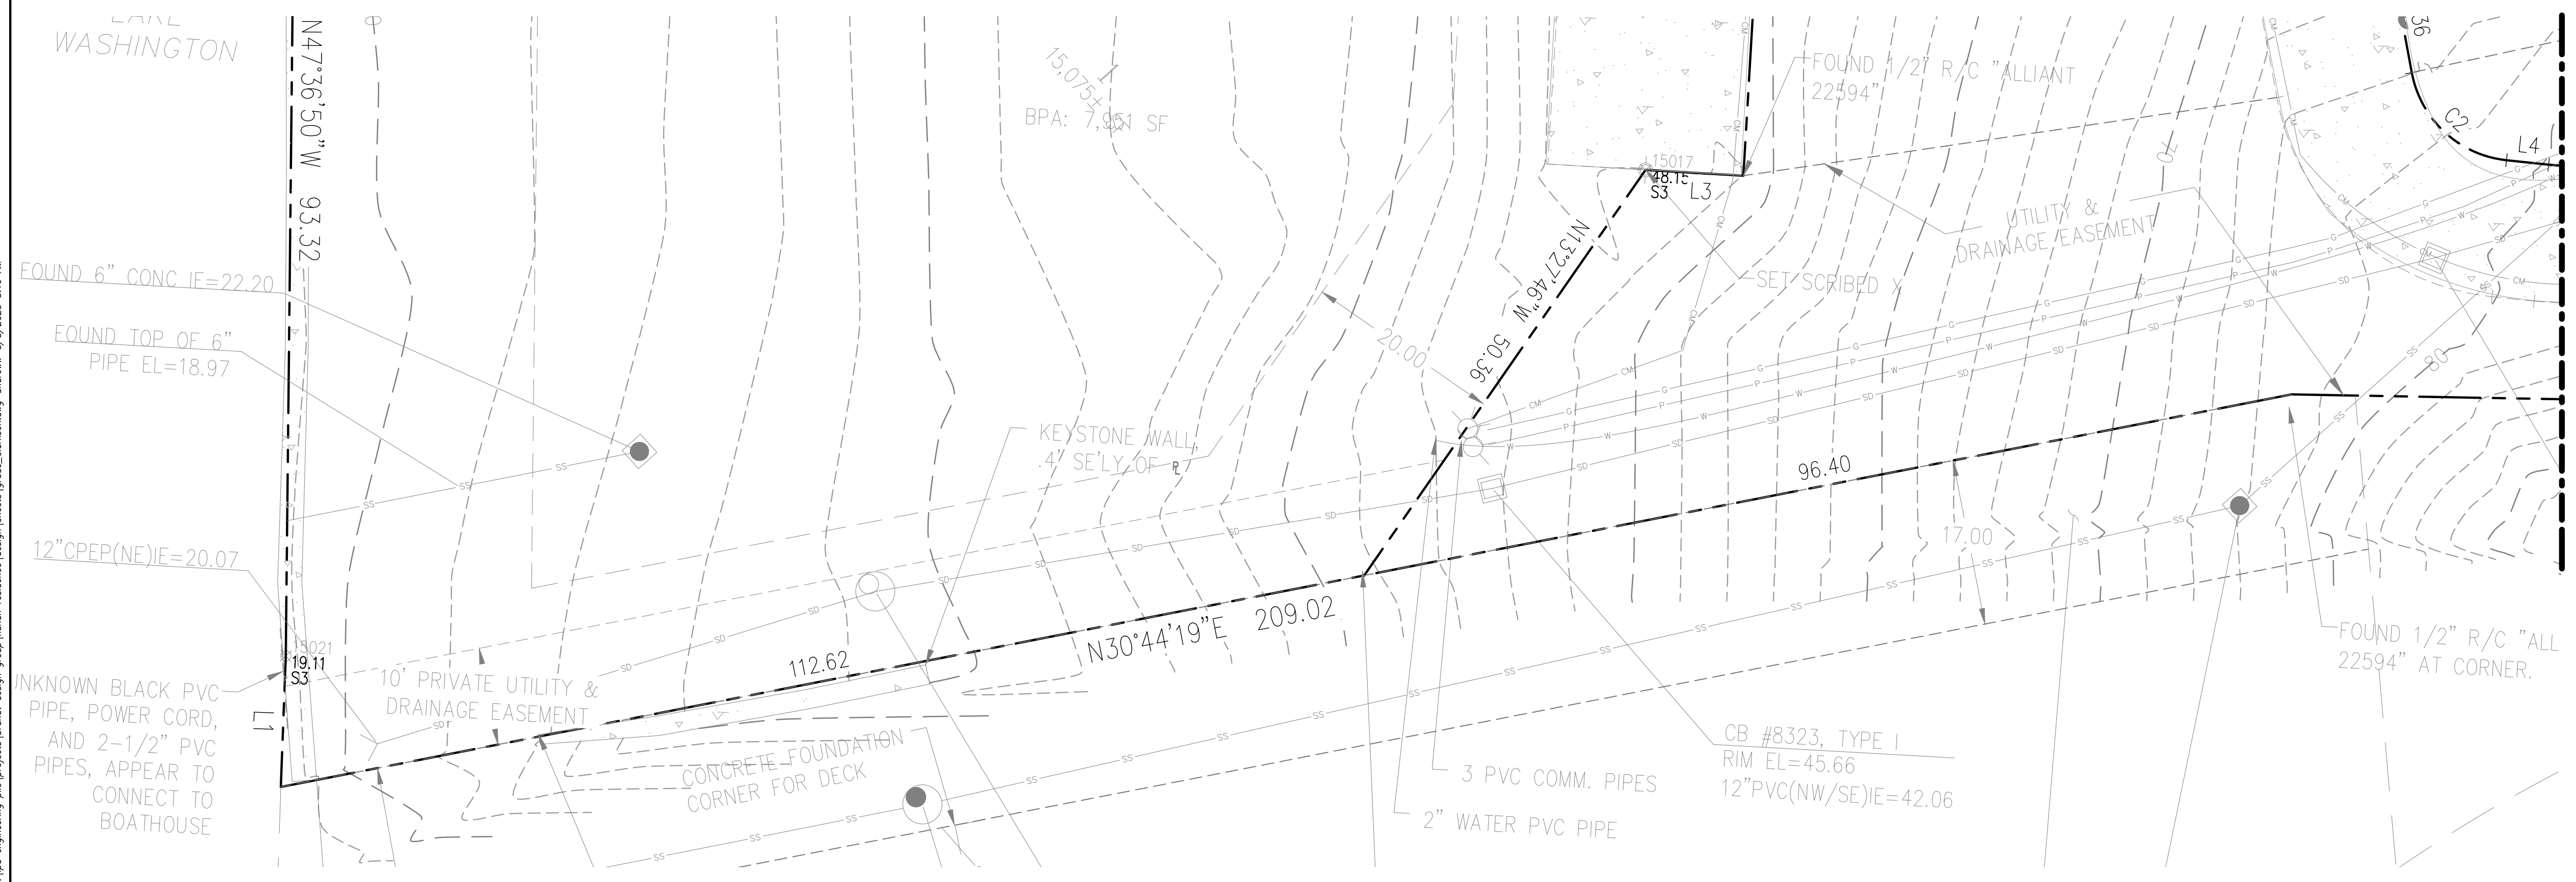 LAKE
WASHINGTON
N47°36'50"W 93.32
15,075±
BPA: 7,951 SF
FOUND 1/2" R/C "ALLIANT
22594"
36
C2
L4
15017
48.15
S3
L3
70
UTILITY &
DRAINAGE EASEMENT
SET SCRIBED X
N13°27'46"W 50.36
20.00
FOUND 6" CONC IE=22.20
FOUND TOP OF 6"
PIPE EL=18.97
80
KEYSTONE WALL,
.4' SE'LY OF PL
96.40
17.00
12"CPEP(NE)IE=20.07
N30°44'19"E 209.02
112.62
15021
19.11
S3
UNKNOWN BLACK PVC
PIPE, POWER CORD,
AND 2-1/2" PVC
PIPES, APPEAR TO
CONNECT TO
BOATHOUSE
L1
10' PRIVATE UTILITY &
DRAINAGE EASEMENT
CONCRETE FOUNDATION
CORNER FOR DECK
FOUND 1/2" R/C "ALL
22594" AT CORNER.
CB #8323, TYPE I
RIM EL=45.66
12"PVC(NW/SE)IE=42.06
3 PVC COMM. PIPES
2" WATER PVC PIPE